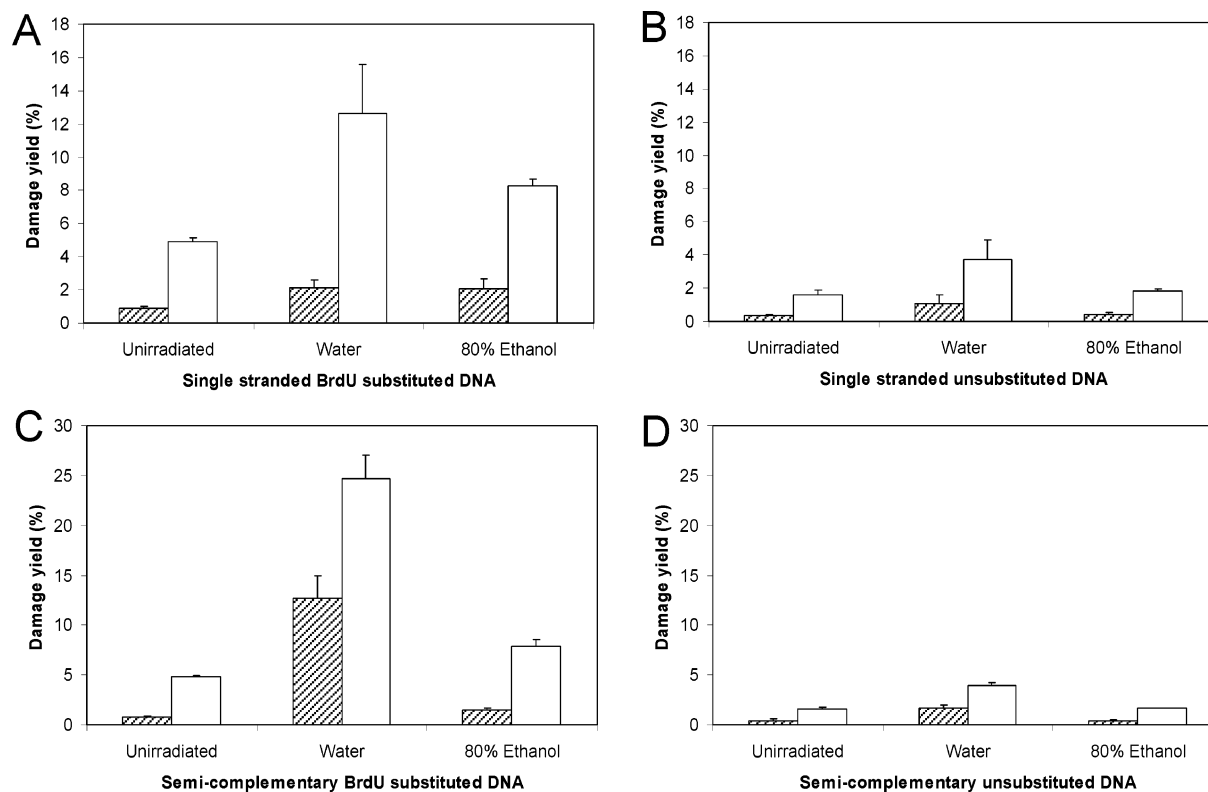 A
18
16
14
12
10
8
6
4
2
0
Damage yield (%)
Unirradiated Water 80% Ethanol
Single stranded BrdU substituted DNA
B
18
16
14
12
10
8
6
4
2
0
Damage yield (%)
Unirradiated Water 80% Ethanol
Single stranded unsubstituted DNA
C
30
25
20
15
10
5
0
Damage yield (%)
Unirradiated Water 80% Ethanol
Semi-complementary BrdU substituted DNA
D
30
25
20
15
10
5
0
Damage yield (%)
Unirradiated Water 80% Ethanol
Semi-complementary unsubstituted DNA